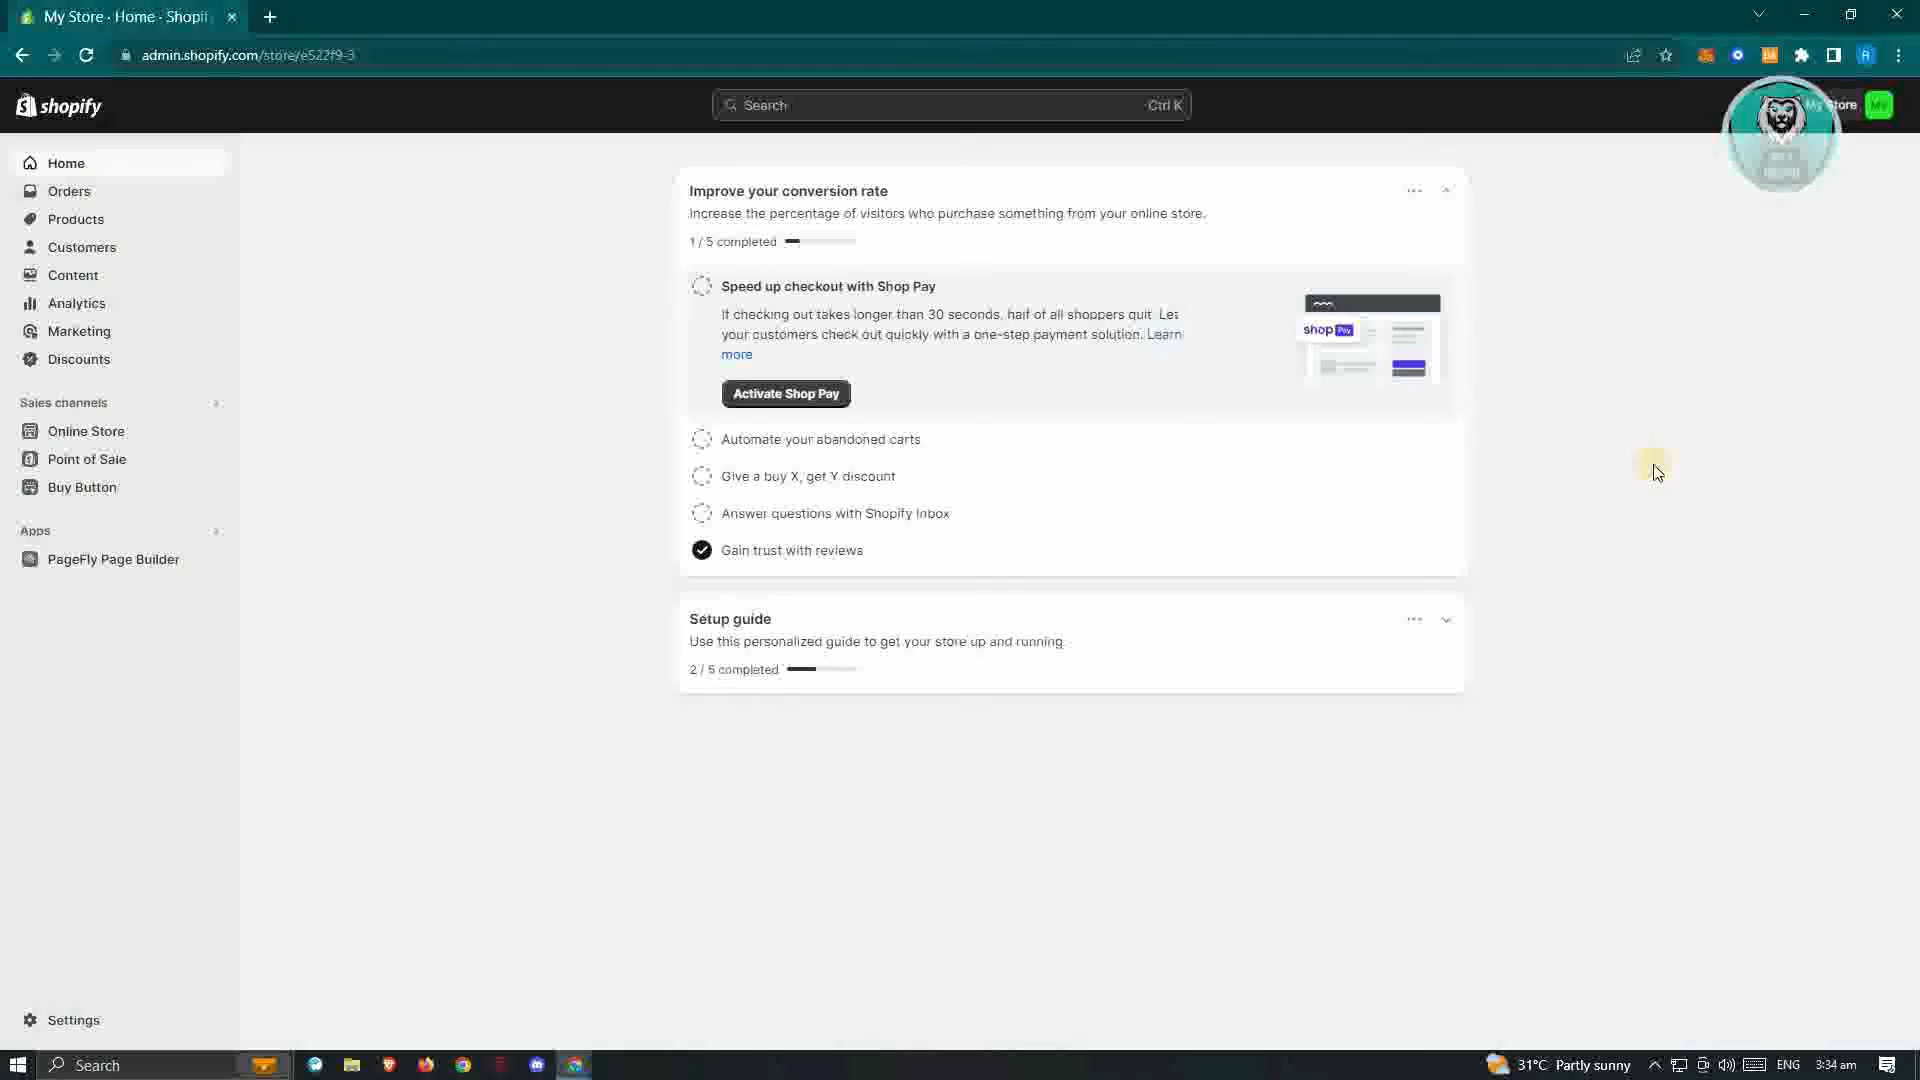 My Store · Home · Shopi
admin.shopify.com/store/e522f9-3
shopify
Search
Ctrl K
My Store
Home
Orders
Products
Customers
Content
Analytics
Marketing
Discounts
Sales channels
Online Store
Point of Sale
Buy Button
Apps
PageFly Page Builder
Settings
Improve your conversion rate
Increase the percentage of visitors who purchase something from your online store.
1 / 5 completed
Speed up checkout with Shop Pay
If checking out takes longer than 30 seconds, half of all shoppers quit. Let
your customers check out quickly with a one-step payment solution. Learn
more
shop Pay
Activate Shop Pay
Automate your abandoned carts
Give a buy X, get Y discount
Answer questions with Shopify Inbox
Gain trust with reviews
Setup guide
Use this personalized guide to get your store up and running.
2 / 5 completed
Search
31°C Partly sunny
ENG
3:34 am